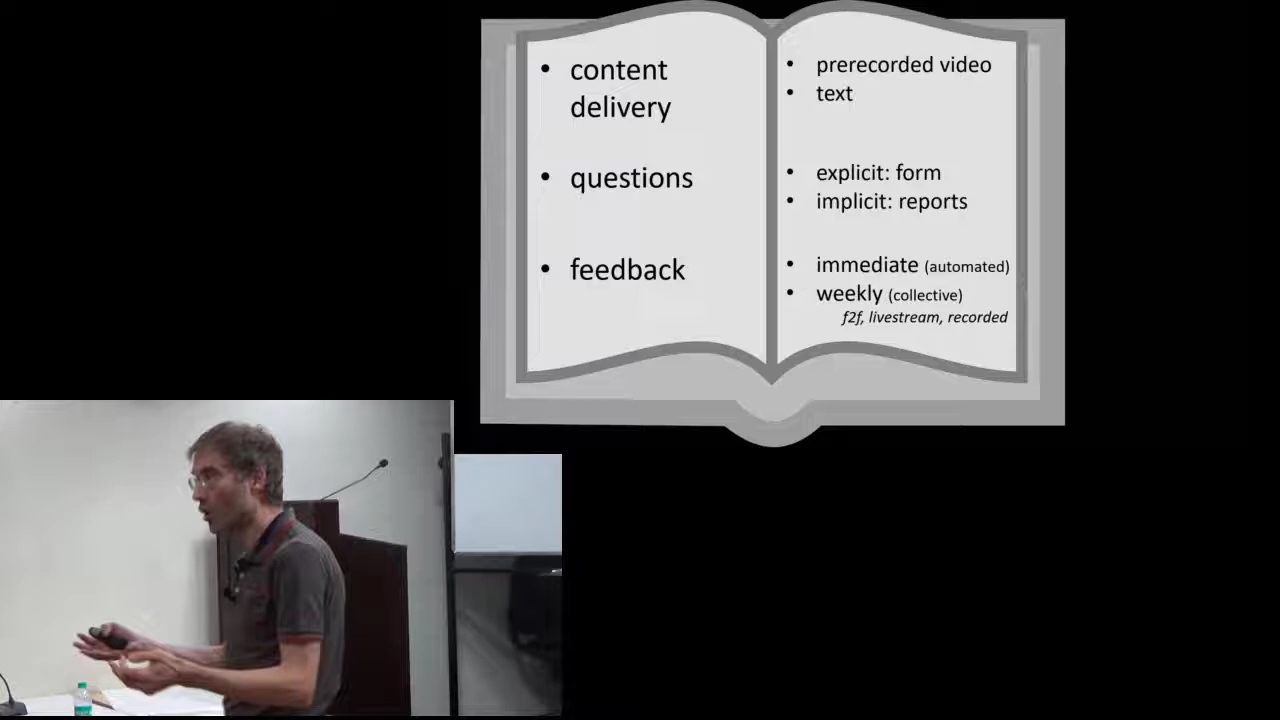 • content
delivery
• questions
• feedback
• prerecorded video
• text
• explicit: form
• implicit: reports
• immediate (automated)
• weekly (collective)
f2f, livestream, recorded